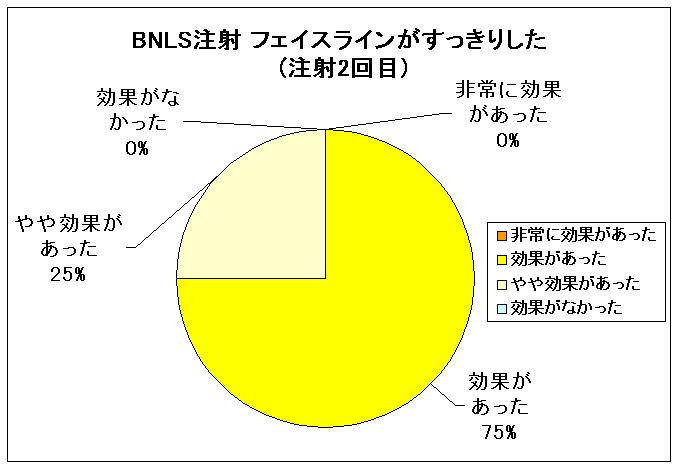 BNLS注射 フェイスラインがすっきりした
（注射2回目）
効果がな
かった
0%
非常に効果
があった
0%
やや効果が
あった
25%
非常に効果があった
効果があった
やや効果があった
効果がなかった
効果が
あった
75%